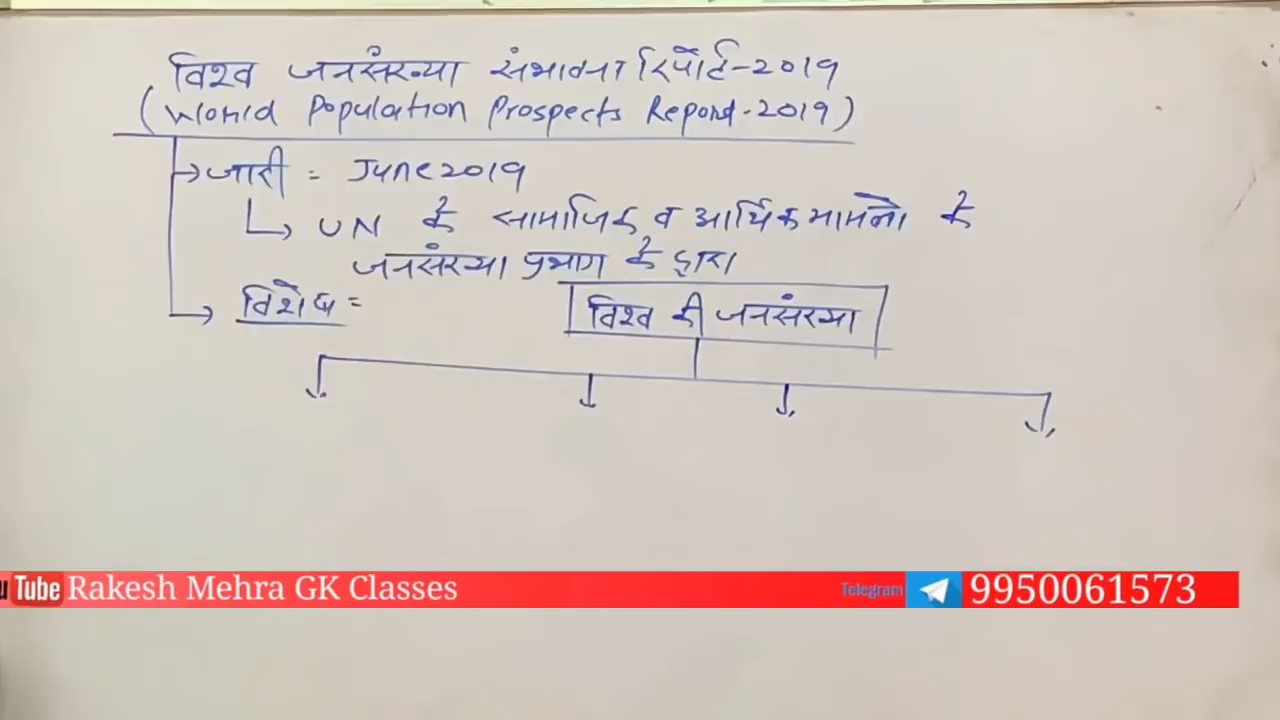 विश्व जनसंख्या संभावना रिपोर्ट-2019
(World Population Prospects Report-2019)
जारी = June 2019
UN के सामाजिक व आर्थिक मामलो के
जनसंख्या प्रभाग के द्वारा
विशेष =
विश्व की जनसंख्या
Tube Rakesh Mehra GK Classes
Telegram 9950061573